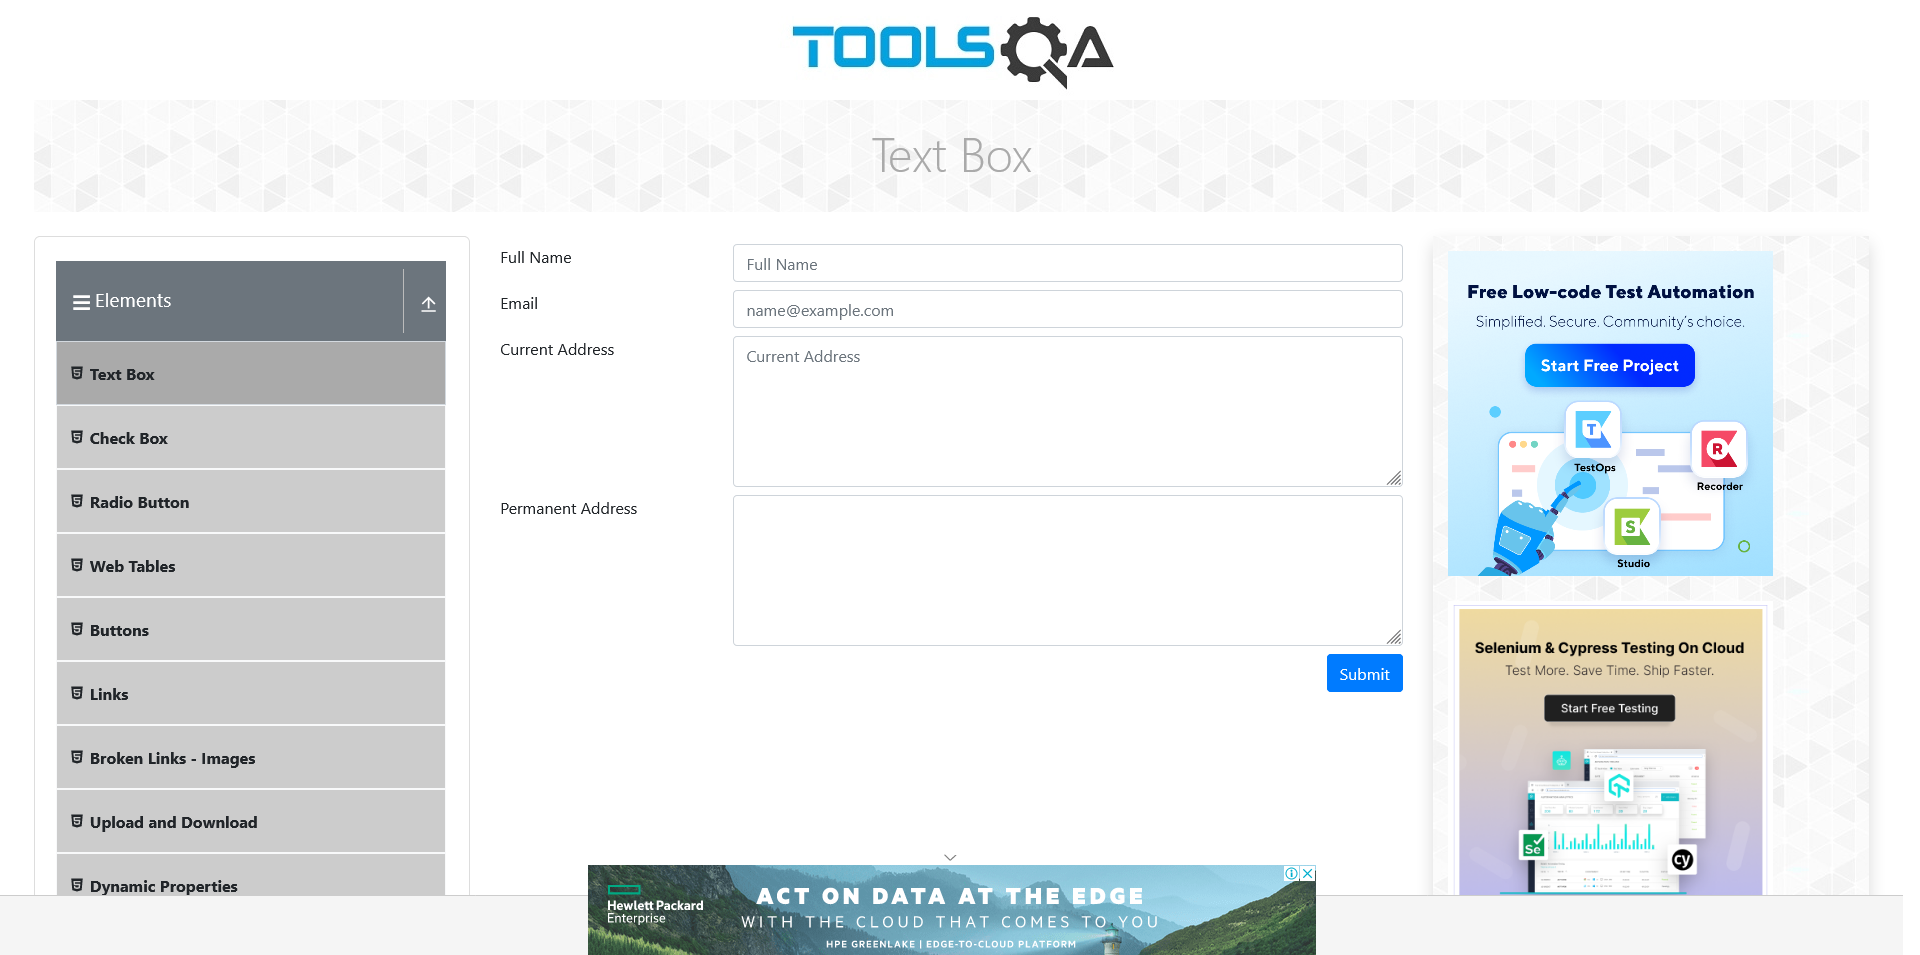 TOOLSQA
Text Box
Elements
Text Box
Check Box
Radio Button
Web Tables
Buttons
Links
Broken Links - Images
Upload and Download
Dynamic Properties
Full Name
Full Name
Email
name@example.com
Current Address
Current Address
Permanent Address
Submit
Free Low-code Test Automation
Simplified. Secure. Community's choice.
Start Free Project
T
TestOps
R
Recorder
S
Studio
Selenium & Cypress Testing On Cloud
Test More. Save Time. Ship Faster.
Start Free Testing
Se
cy
Hewlett Packard
Enterprise
ACT ON DATA AT THE EDGE
WITH THE CLOUD THAT COMES TO YOU
HPE GREENLAKE | EDGE-TO-CLOUD PLATFORM